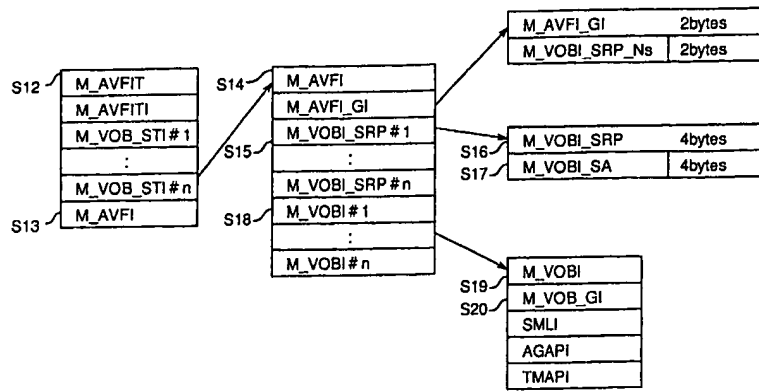 S12
M_AVFIT
M_AVFITI
M_VOB_STI#1
:
M_VOB_STI#n
S13
M_AVFI
S14
M_AVFI
M_AVFI_GI
S15
M_VOBI_SRP#1
:
M_VOBI_SRP#n
S18
M_VOBI#1
:
M_VOBI#n
M_AVFI_GI 2bytes
M_VOBI_SRP_Ns 2bytes
S16
M_VOBI_SRP 4bytes
S17
M_VOBI_SA 4bytes
S19
M_VOBI
S20
M_VOB_GI
SMLI
AGAPI
TMAPI